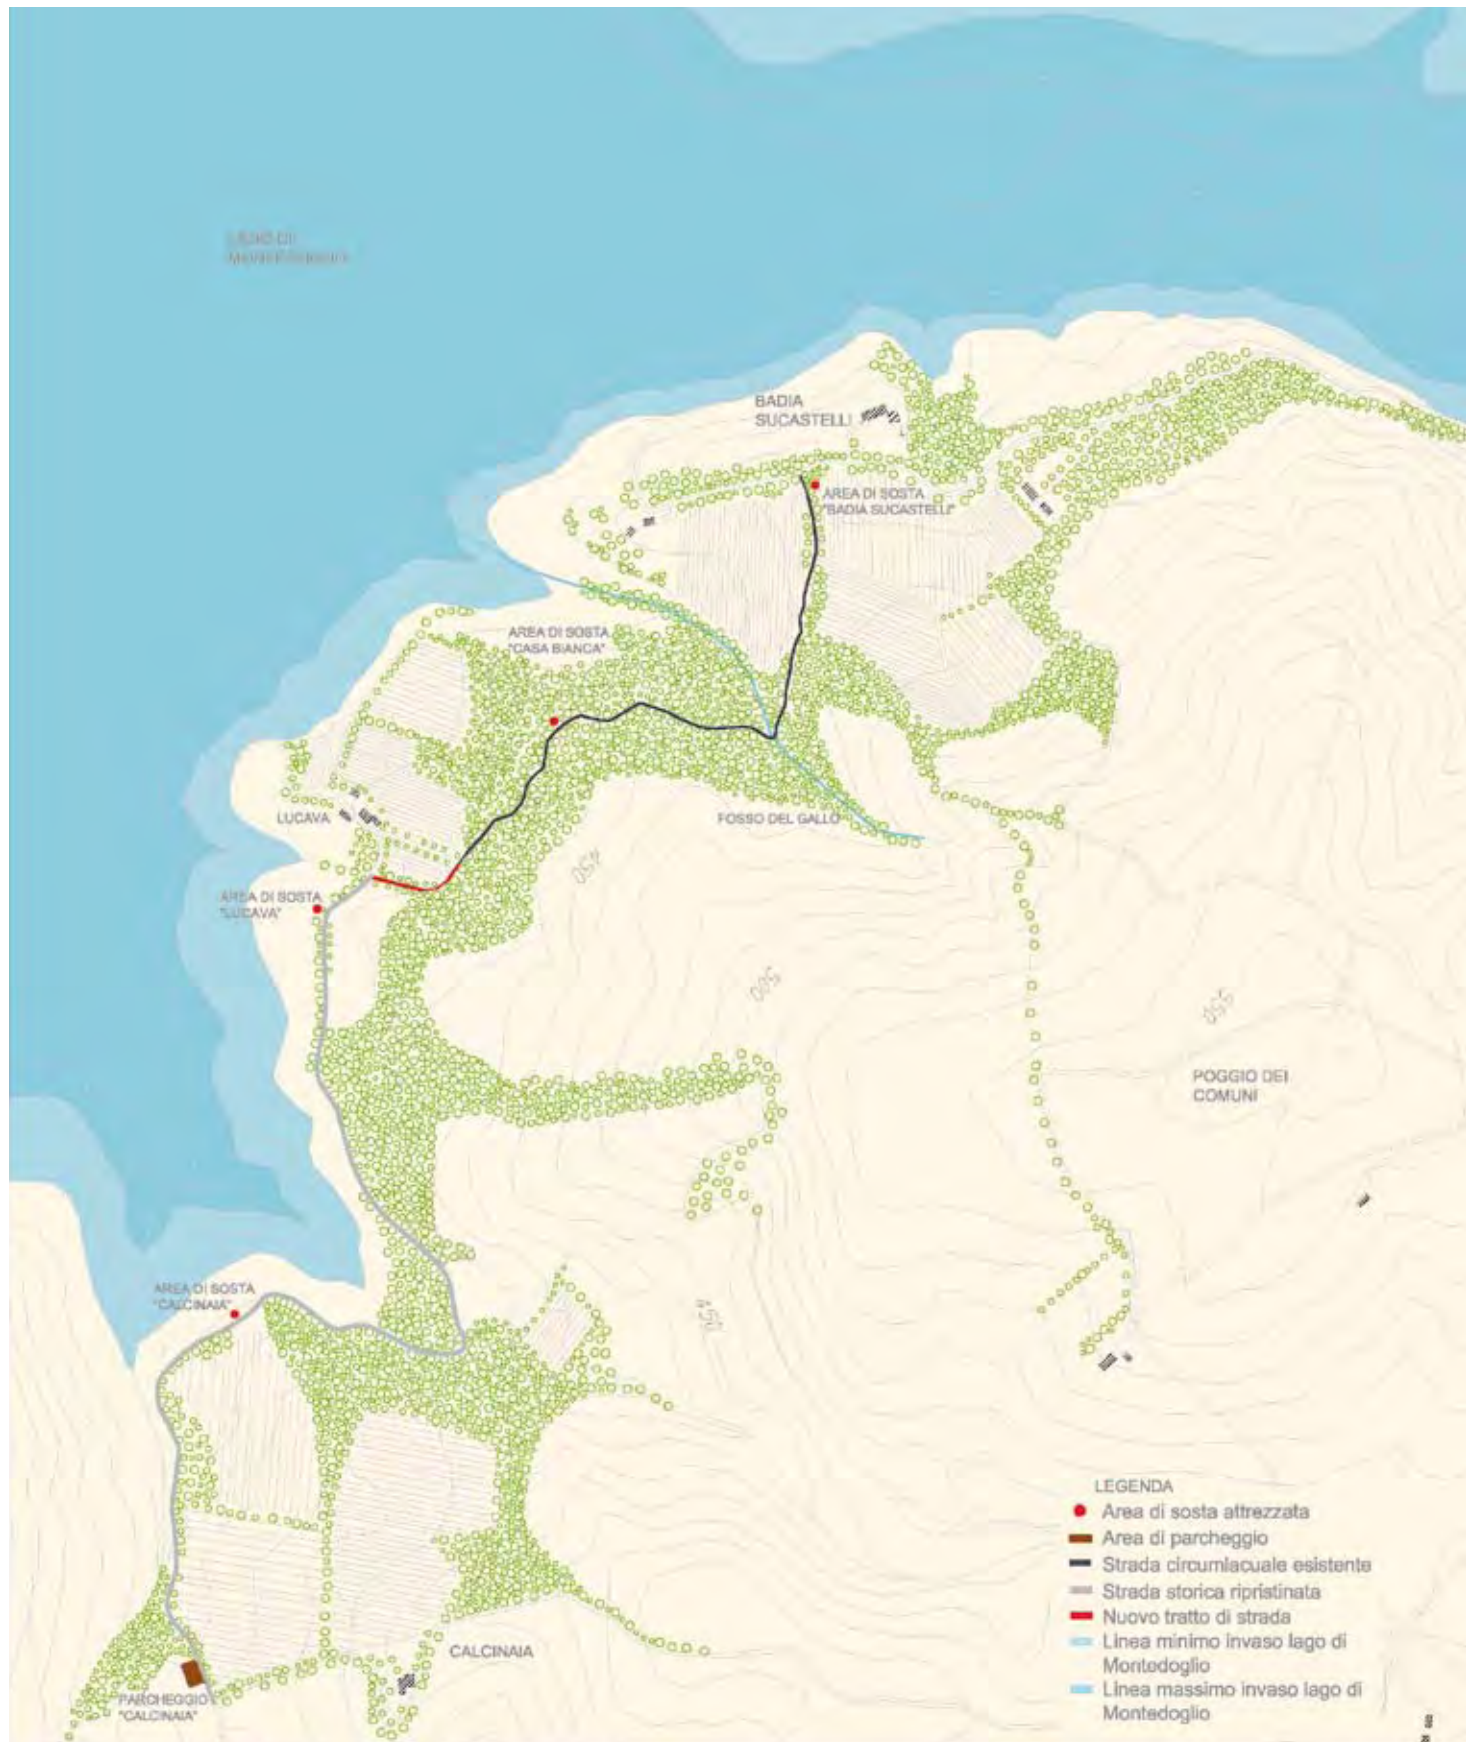 LAGO DI
MONTEDOGLIO
BADIA
SUCASTELLI
AREA DI SOSTA
"BADIA SUCASTELLI"
AREA DI SOSTA
"CASA BIANCA"
LUCAVA
FOSSO DEL GALLO
450
AREA DI SOSTA
"LUCAVA"
500
550
POGGIO DEI
COMUNI
AREA DI SOSTA
"CALCINAIA"
450
CALCINAIA
PARCHEGGIO
"CALCINAIA"
LEGENDA
Area di sosta attrezzata
Area di parcheggio
Strada circumlacuale esistente
Strada storica ripristinata
Nuovo tratto di strada
Linea minimo invaso lago di
Montedoglio
Linea massimo invaso lago di
Montedoglio